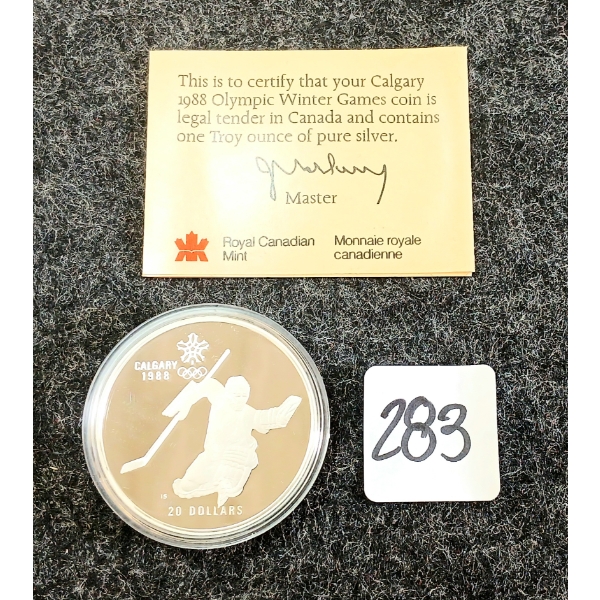 This is to certify that your Calgary
1988 Olympic Winter Games coin is
legal tender in Canada and contains
one Troy ounce of pure silver.
Master
Royal Canadian
Mint
Monnaie royale
canadienne
CALGARY
1988
20 DOLLARS
283